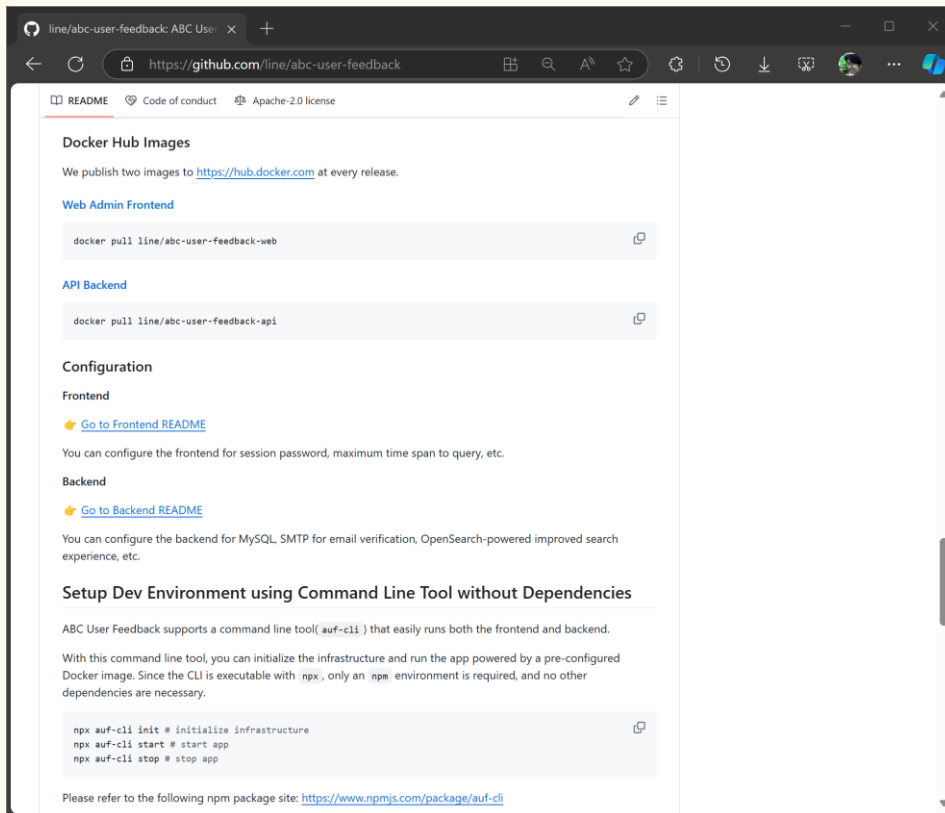 line/abc-user-feedback: ABC User
https://github.com/line/abc-user-feedback
README Code of conduct Apache-2.0 license
Docker Hub Images
We publish two images to https://hub.docker.com at every release.
Web Admin Frontend
docker pull line/abc-user-feedback-web
API Backend
docker pull line/abc-user-feedback-api
Configuration
Frontend
👉 Go to Frontend README
You can configure the frontend for session password, maximum time span to query, etc.
Backend
👉 Go to Backend README
You can configure the backend for MySQL, SMTP for email verification, OpenSearch-powered improved search
experience, etc.
Setup Dev Environment using Command Line Tool without Dependencies
ABC User Feedback supports a command line tool( auf-cli ) that easily runs both the frontend and backend.
With this command line tool, you can initialize the infrastructure and run the app powered by a pre-configured
Docker image. Since the CLI is executable with npx , only an npm environment is required, and no other
dependencies are necessary.
npx auf-cli init # initialize infrastructure
npx auf-cli start # start app
npx auf-cli stop # stop app
Please refer to the following npm package site: https://www.npmjs.com/package/auf-cli